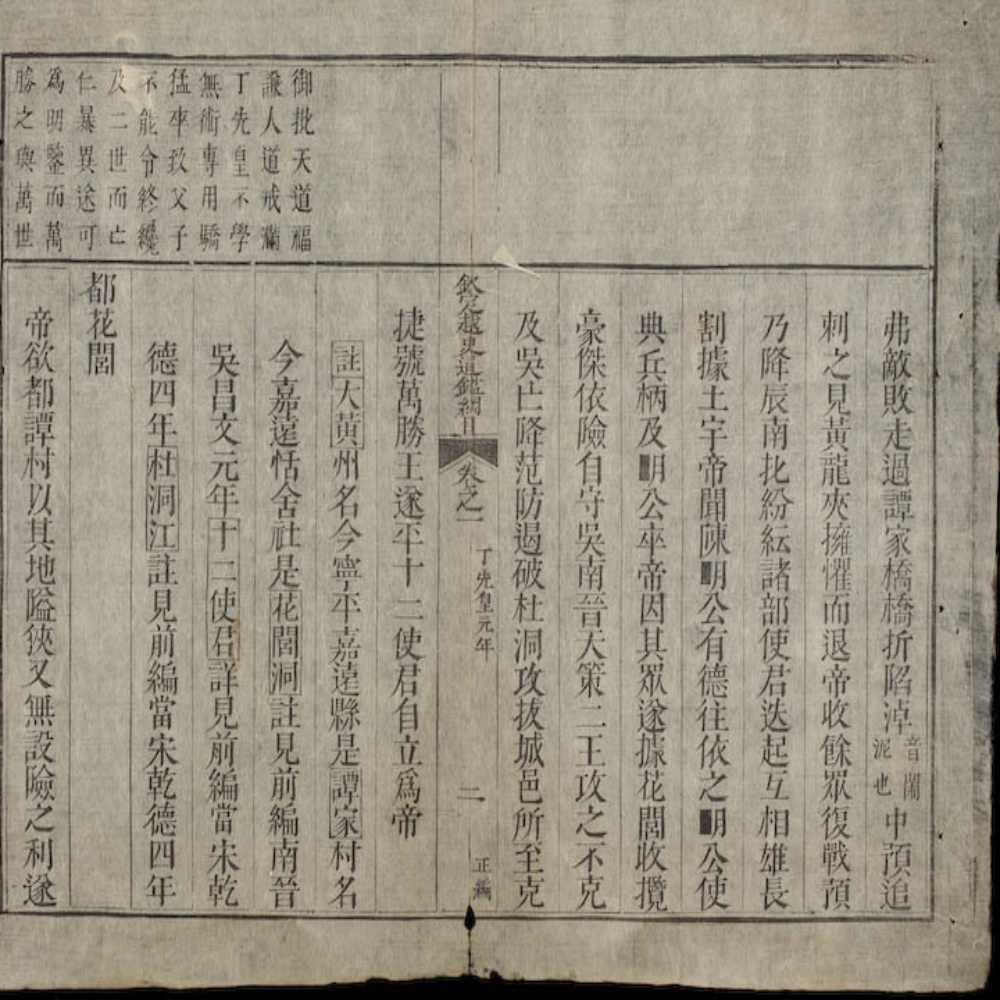 弗敵敗走過譚家橋橋折陷淖音鬧泥也中預追
刺之見黃龍夾擁懼而退帝收餘眾復戰預
乃降辰南北紛紜諸部使君迭起互相雄長
割據土宇帝聞陳明公有德往依之明公使
典兵柄及明公卒帝因其眾遂據花閭收攬
豪傑依險自守吳南晉天策二王攻之不克
及吳亡降范防遏破杜洞攻拔城邑所至克
欽定越史通鑑綱目 卷之一 丁先皇元年 二 正編
捷號萬勝王遂平十二使君自立爲帝
御批天道福
謙人道戒滿
丁先皇不學
無術專用驕
猛卒致父子
不能令終纔
及二世而亡
仁暴異途可
爲明鑒而萬
勝之與萬世
註大黃州名今寧平嘉遠縣是譚家村名
今嘉遠恬舍社是花閭洞註見前編南晉
吳昌文元年十二使君詳見前編當宋乾
德四年杜洞江註見前編當宋乾德四年
都花閭
帝欲都譚村以其地隘狹又無設險之利遂